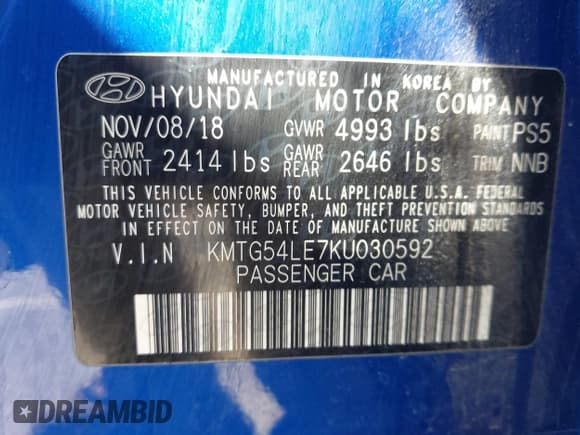 MANUFACTURED IN KOREA BY
HYUNDAI MOTOR COMPANY
NOV/08/18 GVWR 4993 lbs PAINT PS5
GAWR FRONT 2414 lbs GAWR REAR 2646 lbs TRIM NNB
THIS VEHICLE CONFORMS TO ALL APPLICABLE U.S.A. FEDERAL
MOTOR VEHICLE SAFETY, BUMPER, AND THEFT PREVENTION STANDARDS
IN EFFECT ON THE DATE OF MANUFACTURE SHOWN ABOVE.
V.I.N KMTG54LE7KU030592
PASSENGER CAR
DREAMBID